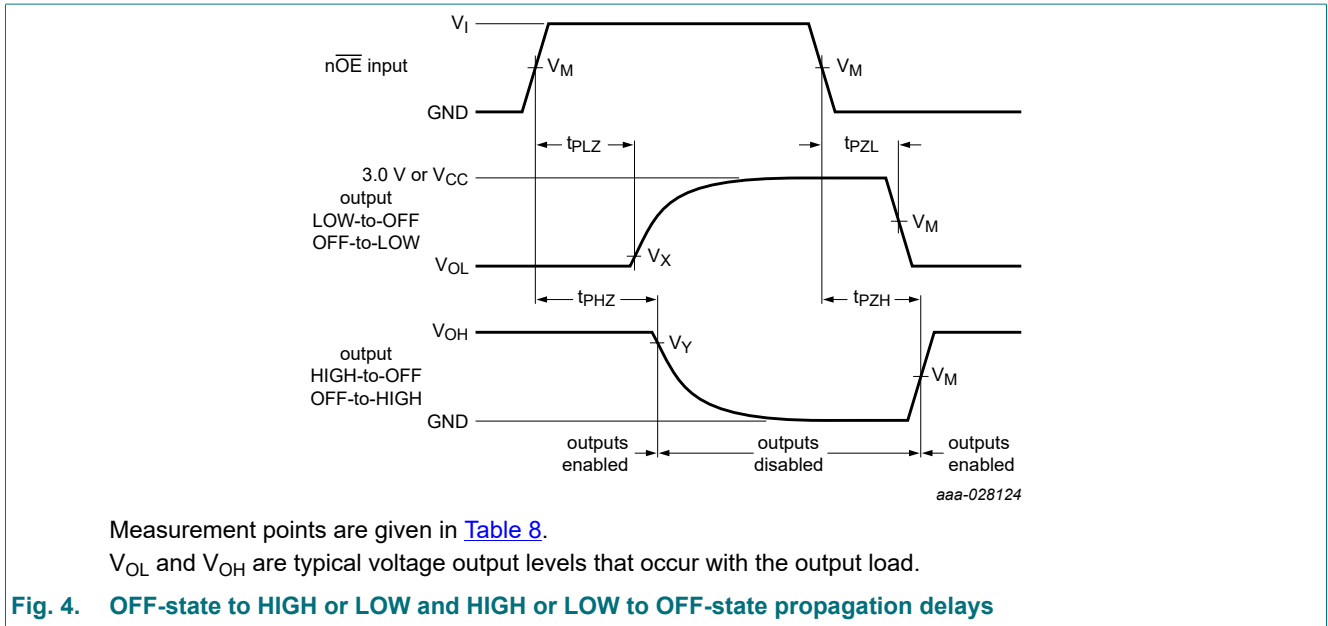 V_I
nOE̅ input
V_M
V_M
GND
t_PLZ
t_PZL
3.0 V or V_CC
output
LOW-to-OFF
OFF-to-LOW
V_M
V_X
V_OL
t_PHZ
t_PZH
V_OH
output
HIGH-to-OFF
OFF-to-HIGH
V_Y
V_M
GND
outputs
enabled
outputs
disabled
outputs
enabled
aaa-028124
Measurement points are given in Table 8.
V_OL and V_OH are typical voltage output levels that occur with the output load.
Fig. 4. OFF-state to HIGH or LOW and HIGH or LOW to OFF-state propagation delays